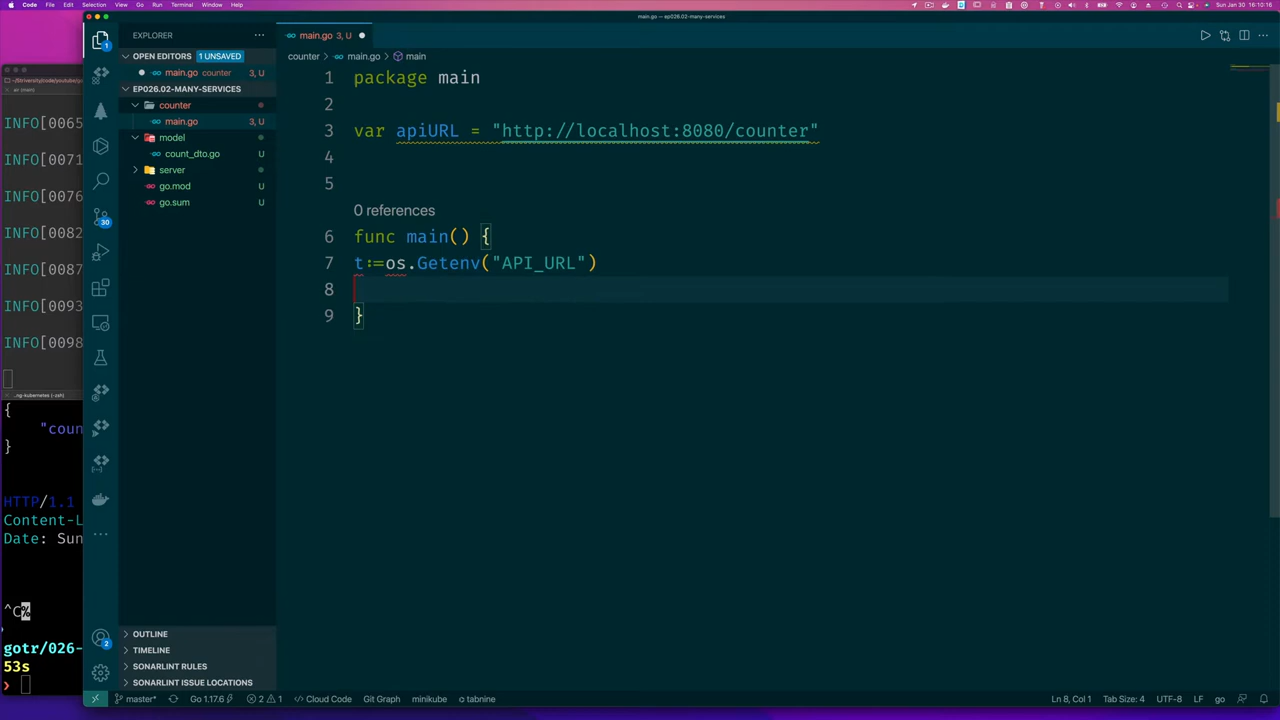 Code File Edit Selection View Go Run Terminal Window Help
Sun Jan 30 16:10:16
main.go — ep026.02-many-services
EXPLORER
OPEN EDITORS 1 UNSAVED
main.go counter 3, U
EP026.02-MANY-SERVICES
counter
main.go 3, U
model
count_dto.go U
server
go.mod U
go.sum U
OUTLINE
TIMELINE
SONARLINT RULES
SONARLINT ISSUE LOCATIONS
main.go 3, U
counter > main.go > main
1 package main
2
3 var apiURL = "http://localhost:8080/counter"
4
5
0 references
6 func main() {
7 t:=os.Getenv("API_URL")
8
9 }
1
30
2
air (main)
INFO[0065
INFO[0071
INFO[0076
INFO[0082
INFO[0087
INFO[0093
INFO[0098
...ng-kubernetes (-zsh)
{
"coun
}
HTTP/1.1
Content-L
Date: Sun
^C%
gotr/026-
53s
❯
master* Go 1.17.6 2 1 Cloud Code Git Graph minikube tabnine
Ln 8, Col 1 Tab Size: 4 UTF-8 LF go